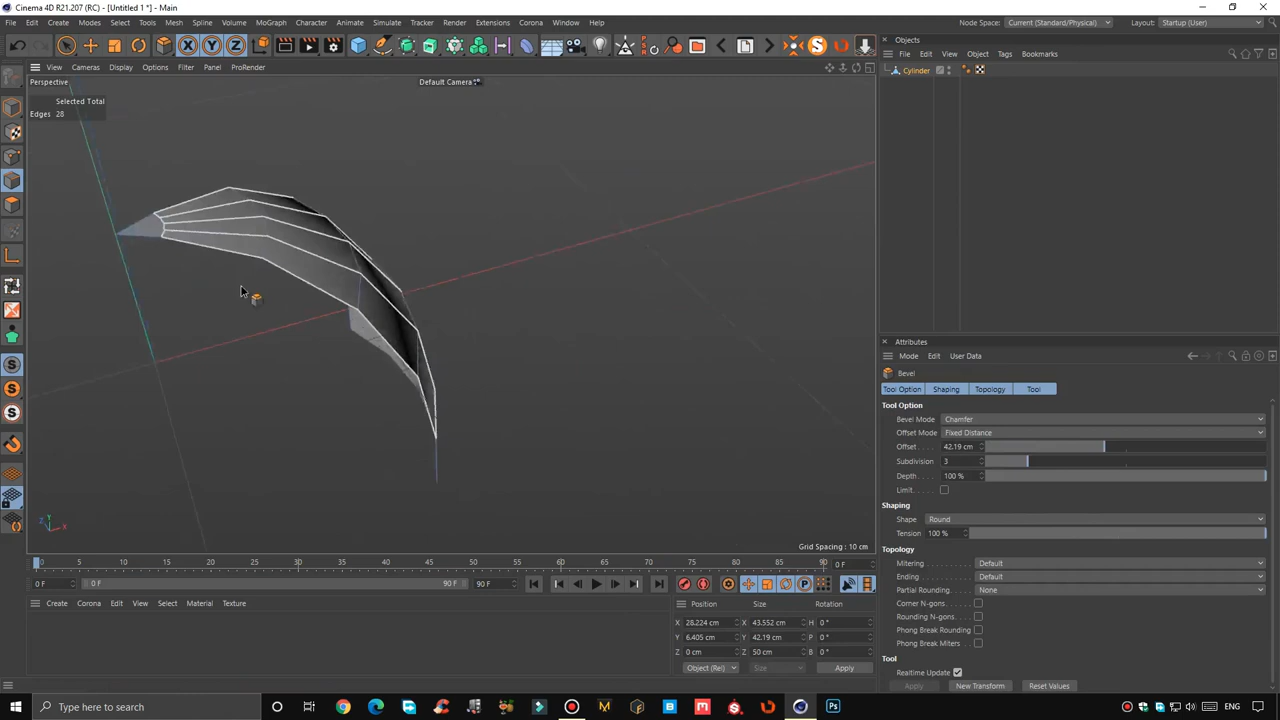 Cinema 4D R21.207 (RC) - [Untitled 1 *] - Main
File Edit Create Modes Select Tools Mesh Spline Volume MoGraph Character Animate Simulate Tracker Render Extensions Corona Window Help
Node Space: Current (Standard/Physical) Layout: Startup (User)
X Y Z
Objects
File Edit View Object Tags Bookmarks
View Cameras Display Options Filter Panel ProRender
Perspective
Default Camera
Cylinder
Selected Total
Edges 28
Attributes
Mode Edit User Data
Bevel
Tool Option Shaping Topology Tool
Tool Option
Bevel Mode Chamfer
Offset Mode Fixed Distance
Offset 42.19 cm
Subdivision 3
Depth 100 %
Limit
Shaping
Shape Round
Tension 100 %
Topology
Mitering Default
Ending Default
Partial Rounding None
Corner N-gons
Rounding N-gons
Phong Break Rounding
Phong Break Miters
Tool
Realtime Update
Apply New Transform Reset Values
Y
Z X
Grid Spacing : 10 cm
0 5 10 15 20 25 30 35 40 45 50 55 60 65 70 75 80 85 90 0 F
0 F 0 F 90 F 90 F
Create Corona Edit View Select Material Texture
Position Size Rotation
X 28.224 cm X 43.552 cm H 0 °
Y 6.405 cm Y 42.19 cm P 0 °
Z 0 cm Z 50 cm B 0 °
Object (Rel) Size Apply
Type here to search
ENG